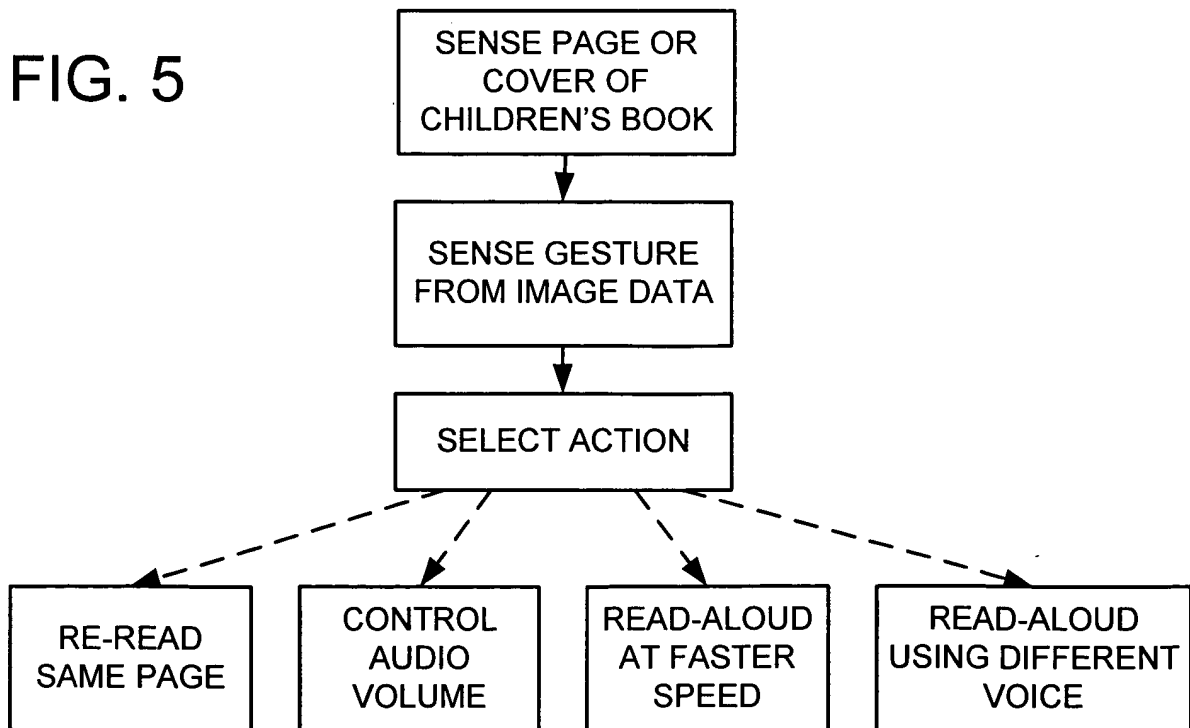 FIG. 5
SENSE PAGE OR
COVER OF
CHILDREN'S BOOK
SENSE GESTURE
FROM IMAGE DATA
SELECT ACTION
RE-READ
SAME PAGE
CONTROL
AUDIO
VOLUME
READ-ALOUD
AT FASTER
SPEED
READ-ALOUD
USING DIFFERENT
VOICE